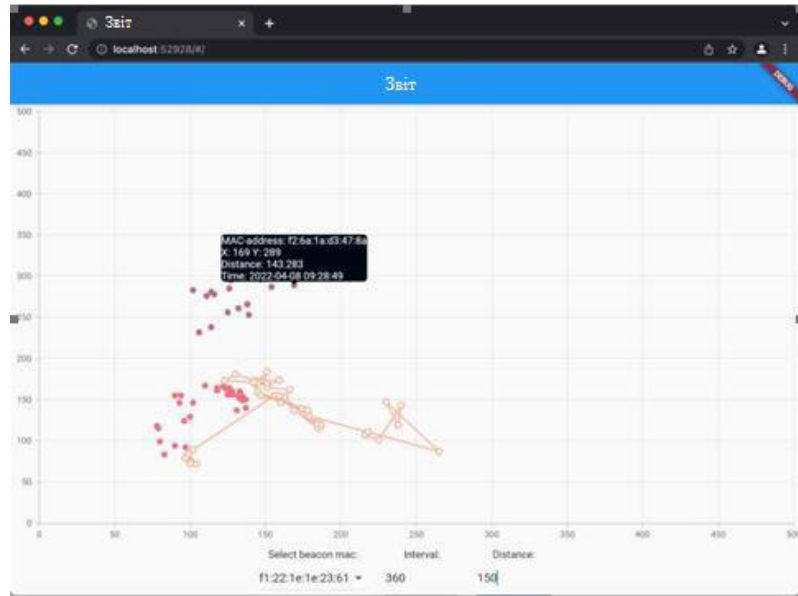 Звіт
localhost:52928/#/
Звіт
DEBUG
500
450
400
350
300
250
200
150
100
50
0
MAC-address: f2:6a:1a:d3:47:8a
X: 169 Y: 289
Distance: 143.283
Time: 2022-04-08 09:28:49
0 50 100 150 200 250 300 350 400 450 500
Select beacon mac: Interval: Distance:
f1:22:1e:1e:23:61 360 150